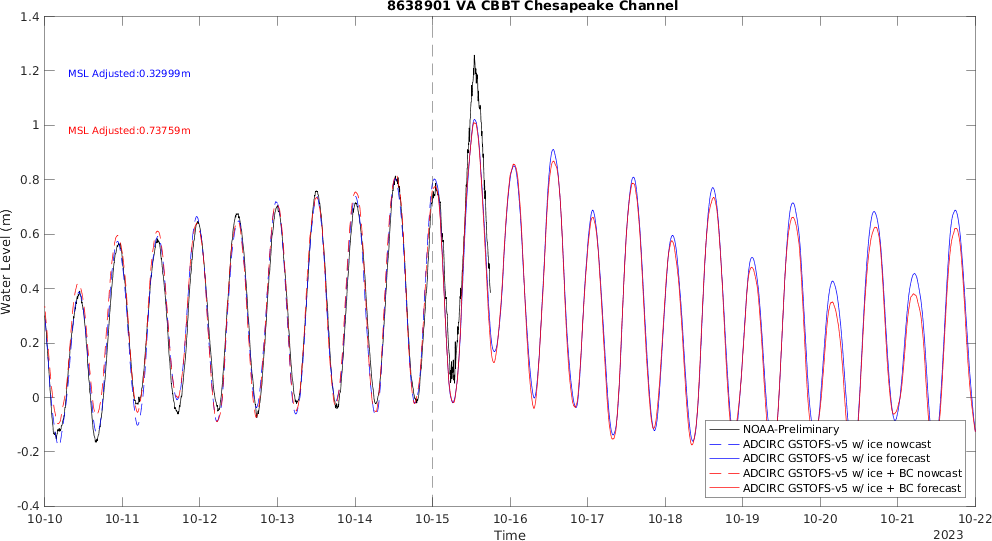 8638901 VA CBBT Chesapeake Channel
1.4
1.2
1
0.8
0.6
0.4
0.2
0
-0.2
-0.4
Water Level (m)
MSL Adjusted:0.32999m
MSL Adjusted:0.73759m
NOAA-Preliminary
ADCIRC GSTOFS-v5 w/ ice nowcast
ADCIRC GSTOFS-v5 w/ ice forecast
ADCIRC GSTOFS-v5 w/ ice + BC nowcast
ADCIRC GSTOFS-v5 w/ ice + BC forecast
10-10 10-11 10-12 10-13 10-14 10-15 10-16 10-17 10-18 10-19 10-20 10-21 10-22
Time
2023